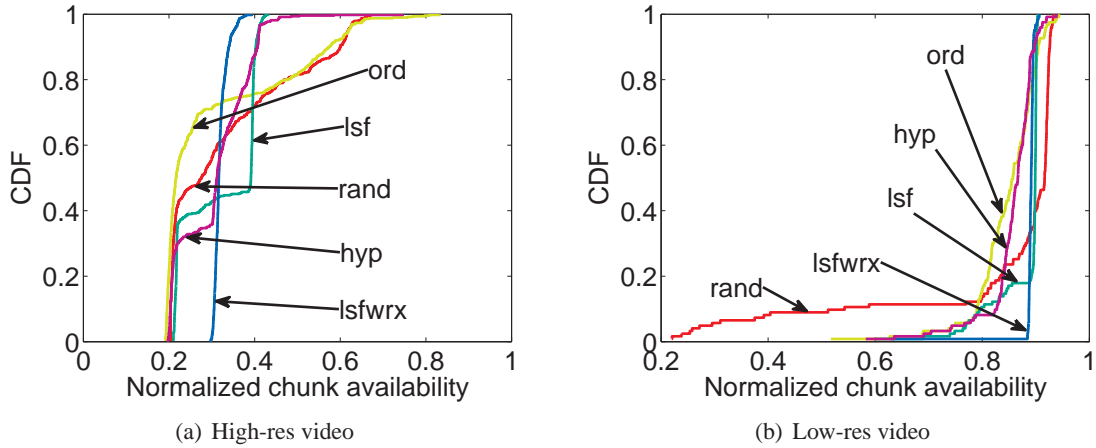 1
0.8
0.6
0.4
0.2
0
CDF
ord
lsf
rand
hyp
lsfwrx
0 0.2 0.4 0.6 0.8 1
Normalized chunk availability
(a) High-res video
1
0.8
0.6
0.4
0.2
0
CDF
ord
hyp
lsf
lsfwrx
rand
0.2 0.4 0.6 0.8 1
Normalized chunk availability
(b) Low-res video